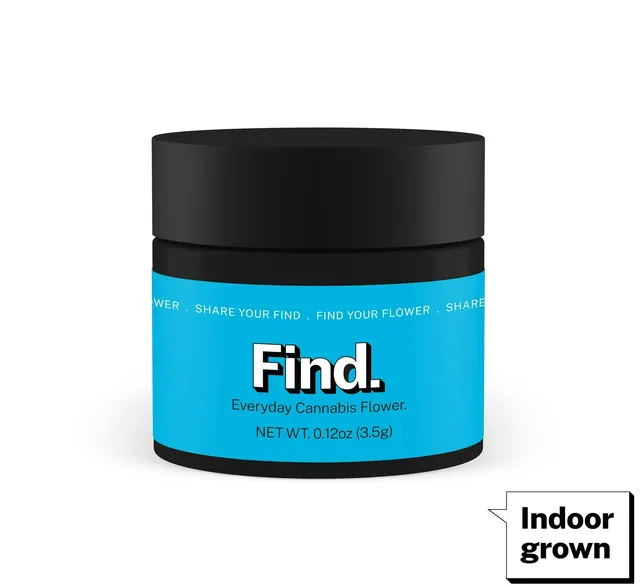 WER . SHARE YOUR FIND . FIND YOUR FLOWER . SHARE
Find.
Everyday Cannabis Flower.
NET WT. 0.12oz (3.5g)
Indoor
grown